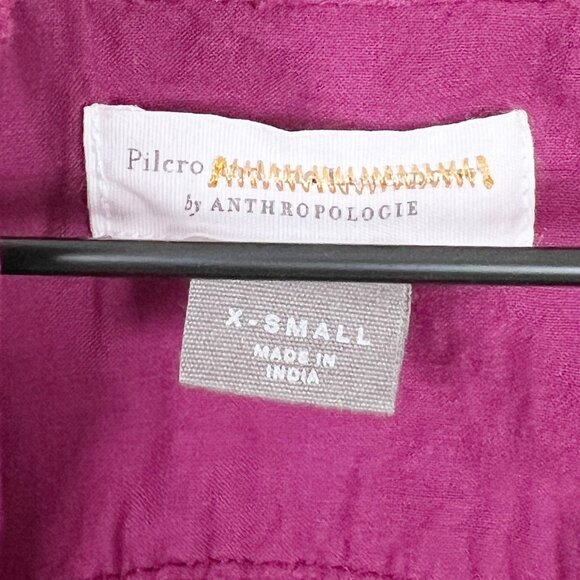 Pilcro
by ANTHROPOLOGIE
X-SMALL
MADE IN
INDIA